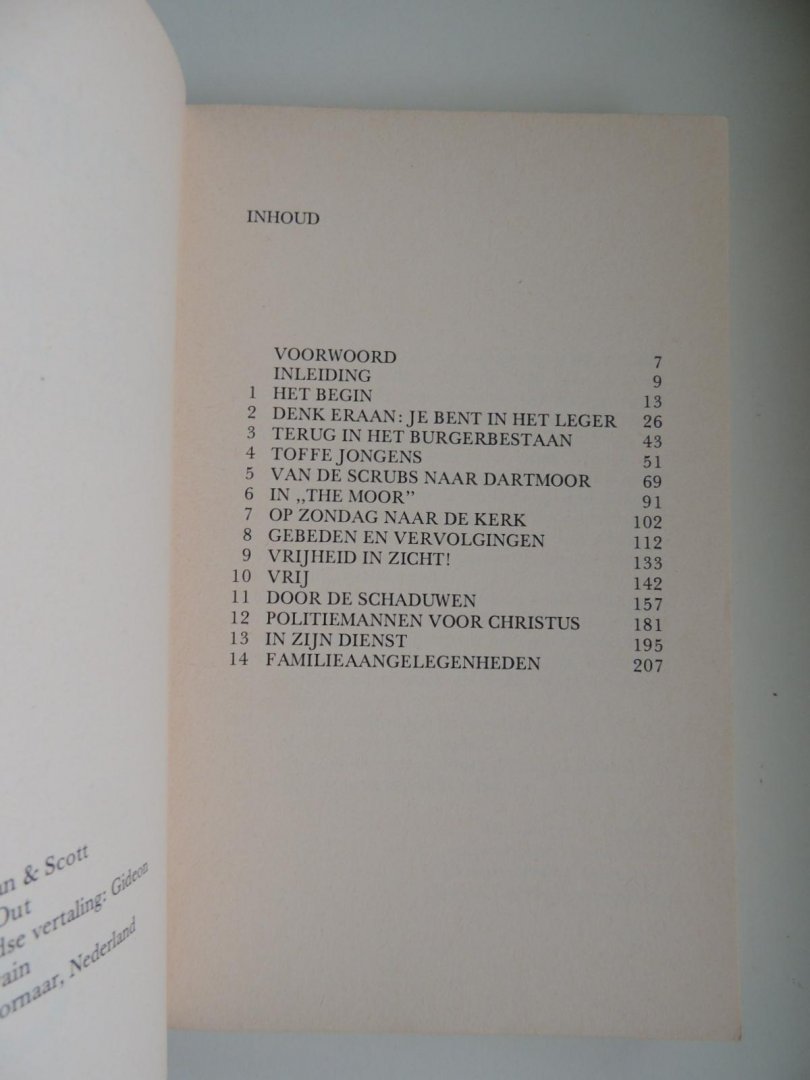 an & Scott
Out
dse vertaling: Gideon
ain
ornaar, Nederland
INHOUD
VOORWOORD 7
INLEIDING 9
1 HET BEGIN 13
2 DENK ERAAN: JE BENT IN HET LEGER 26
3 TERUG IN HET BURGERBESTAAN 43
4 TOFFE JONGENS 51
5 VAN DE SCRUBS NAAR DARTMOOR 69
6 IN „THE MOOR” 91
7 OP ZONDAG NAAR DE KERK 102
8 GEBEDEN EN VERVOLGINGEN 112
9 VRIJHEID IN ZICHT! 133
10 VRIJ 142
11 DOOR DE SCHADUWEN 157
12 POLITIEMANNEN VOOR CHRISTUS 181
13 IN ZIJN DIENST 195
14 FAMILIEAANGELEGENHEDEN 207